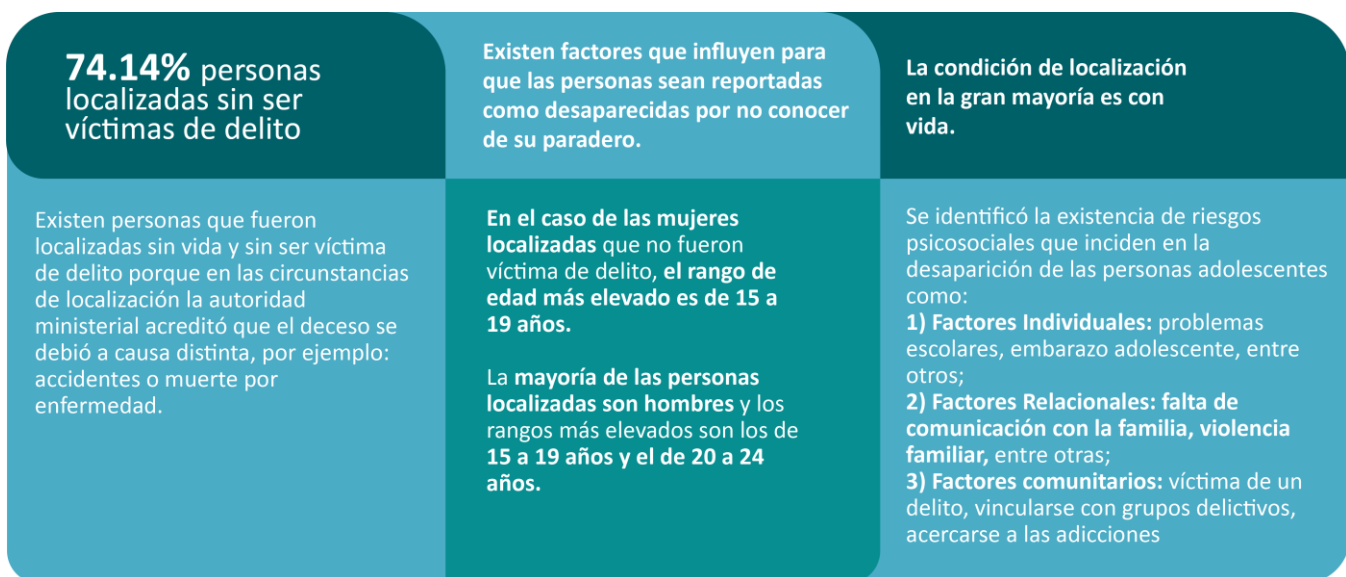 74.14% personas
localizadas sin ser
víctimas de delito
Existen personas que fueron
localizadas sin vida y sin ser víctima
de delito porque en las circunstancias
de localización la autoridad
ministerial acreditó que el deceso se
debió a causa distinta, por ejemplo:
accidentes o muerte por
enfermedad.
Existen factores que influyen para
que las personas sean reportadas
como desaparecidas por no conocer
de su paradero.
En el caso de las mujeres
localizadas que no fueron
víctima de delito, el rango de
edad más elevado es de 15 a
19 años.
La mayoría de las personas
localizadas son hombres y los
rangos más elevados son los de
15 a 19 años y el de 20 a 24
años.
La condición de localización
en la gran mayoría es con
vida.
Se identificó la existencia de riesgos
psicosociales que inciden en la
desaparición de las personas adolescentes
como:
1) Factores Individuales: problemas
escolares, embarazo adolescente, entre
otros;
2) Factores Relacionales: falta de
comunicación con la familia, violencia
familiar, entre otras;
3) Factores comunitarios: víctima de un
delito, vincularse con grupos delictivos,
acercarse a las adicciones